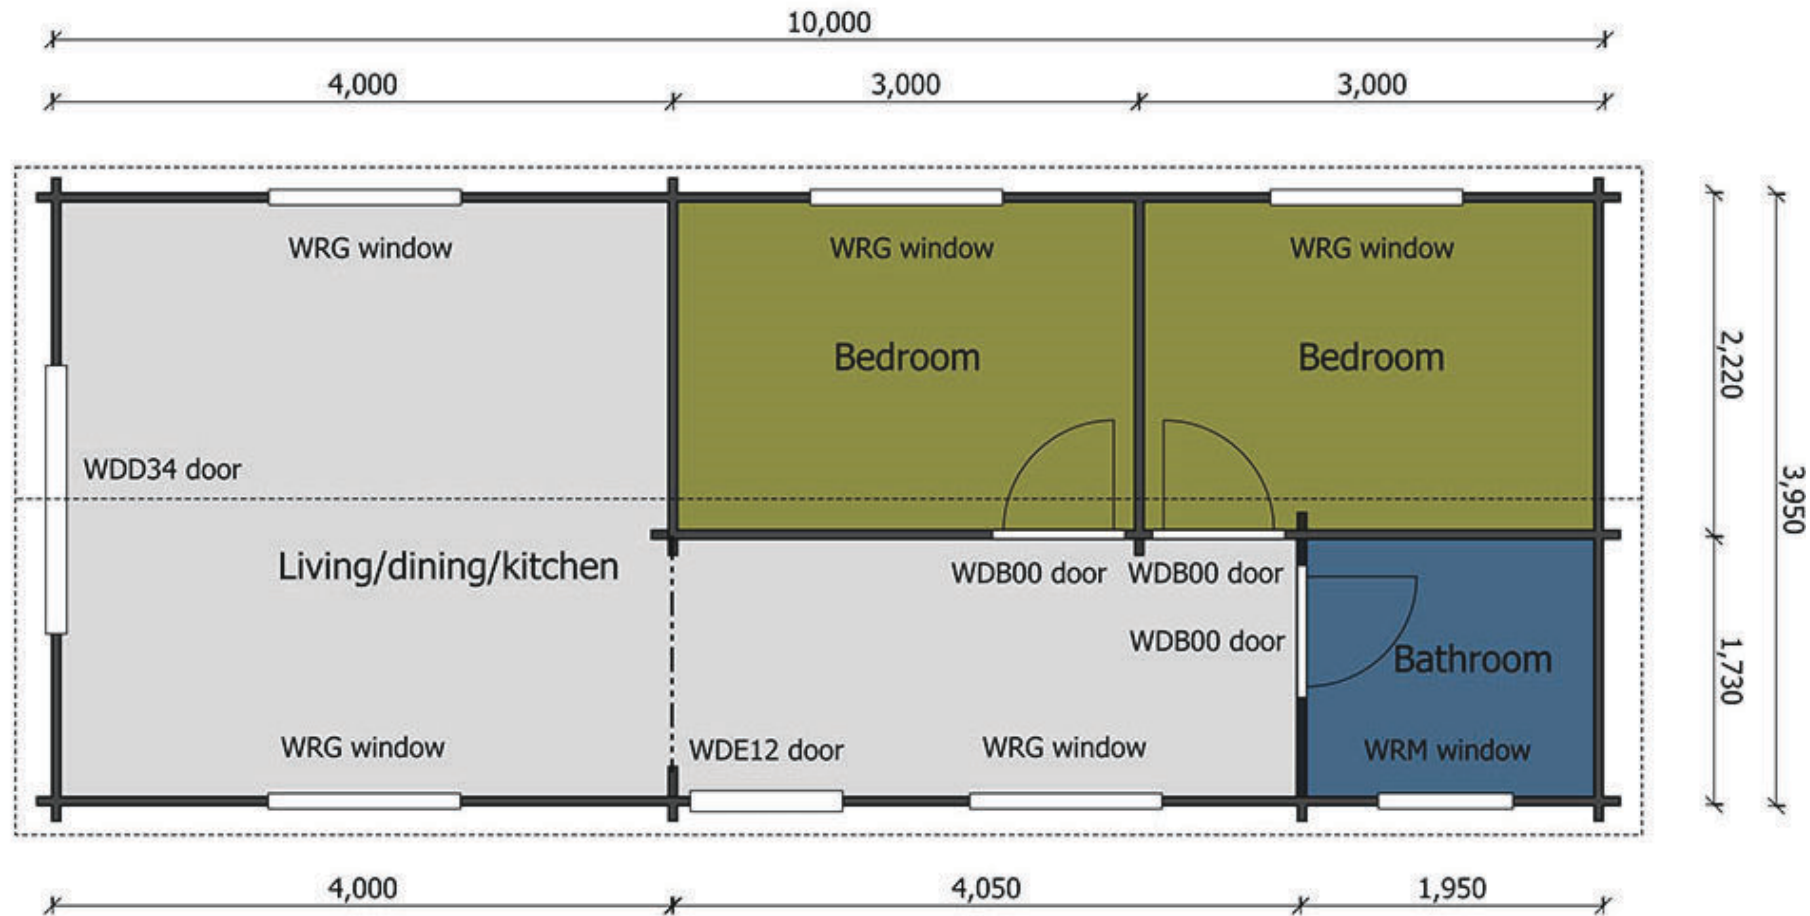 10,000
4,000
3,000
3,000
WRG window
WRG window
WRG window
Bedroom
Bedroom
2,220
WDD34 door
3,950
Living/dining/kitchen
WDB00 door
WDB00 door
WDB00 door
Bathroom
1,730
WRG window
WDE12 door
WRG window
WRM window
4,000
4,050
1,950